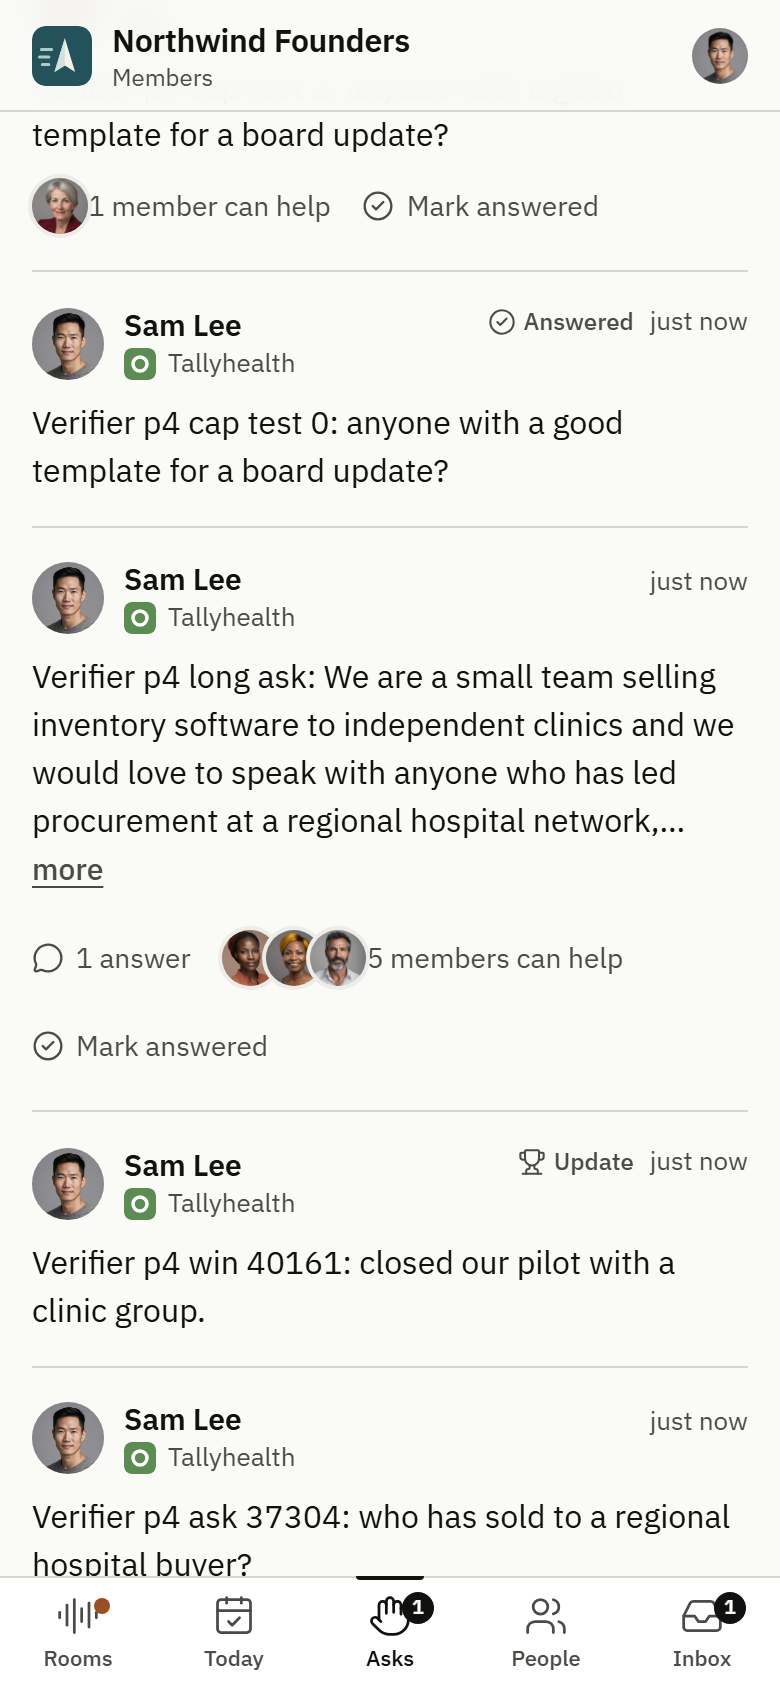 Northwind Founders
Members
template for a board update?
1 member can help Mark answered
Sam Lee
Answered just now
Tallyhealth
Verifier p4 cap test 0: anyone with a good
template for a board update?
Sam Lee
just now
Tallyhealth
Verifier p4 long ask: We are a small team selling
inventory software to independent clinics and we
would love to speak with anyone who has led
procurement at a regional hospital network,...
more
1 answer 5 members can help
Mark answered
Sam Lee
Update just now
Tallyhealth
Verifier p4 win 40161: closed our pilot with a
clinic group.
Sam Lee
just now
Tallyhealth
Verifier p4 ask 37304: who has sold to a regional
hospital buyer?
1 1
Rooms Today Asks People Inbox